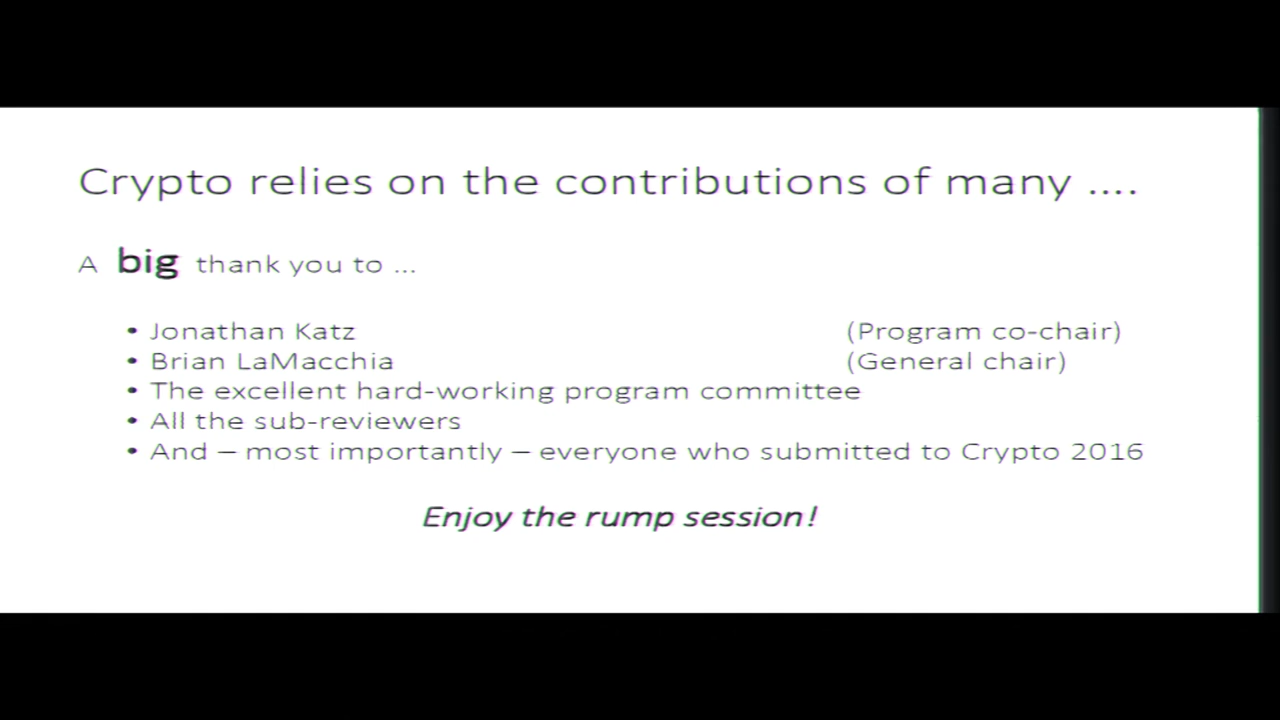 Crypto relies on the contributions of many ....
A big thank you to ...
• Jonathan Katz (Program co-chair)
• Brian LaMacchia (General chair)
• The excellent hard-working program committee
• All the sub-reviewers
• And – most importantly – everyone who submitted to Crypto 2016
Enjoy the rump session!